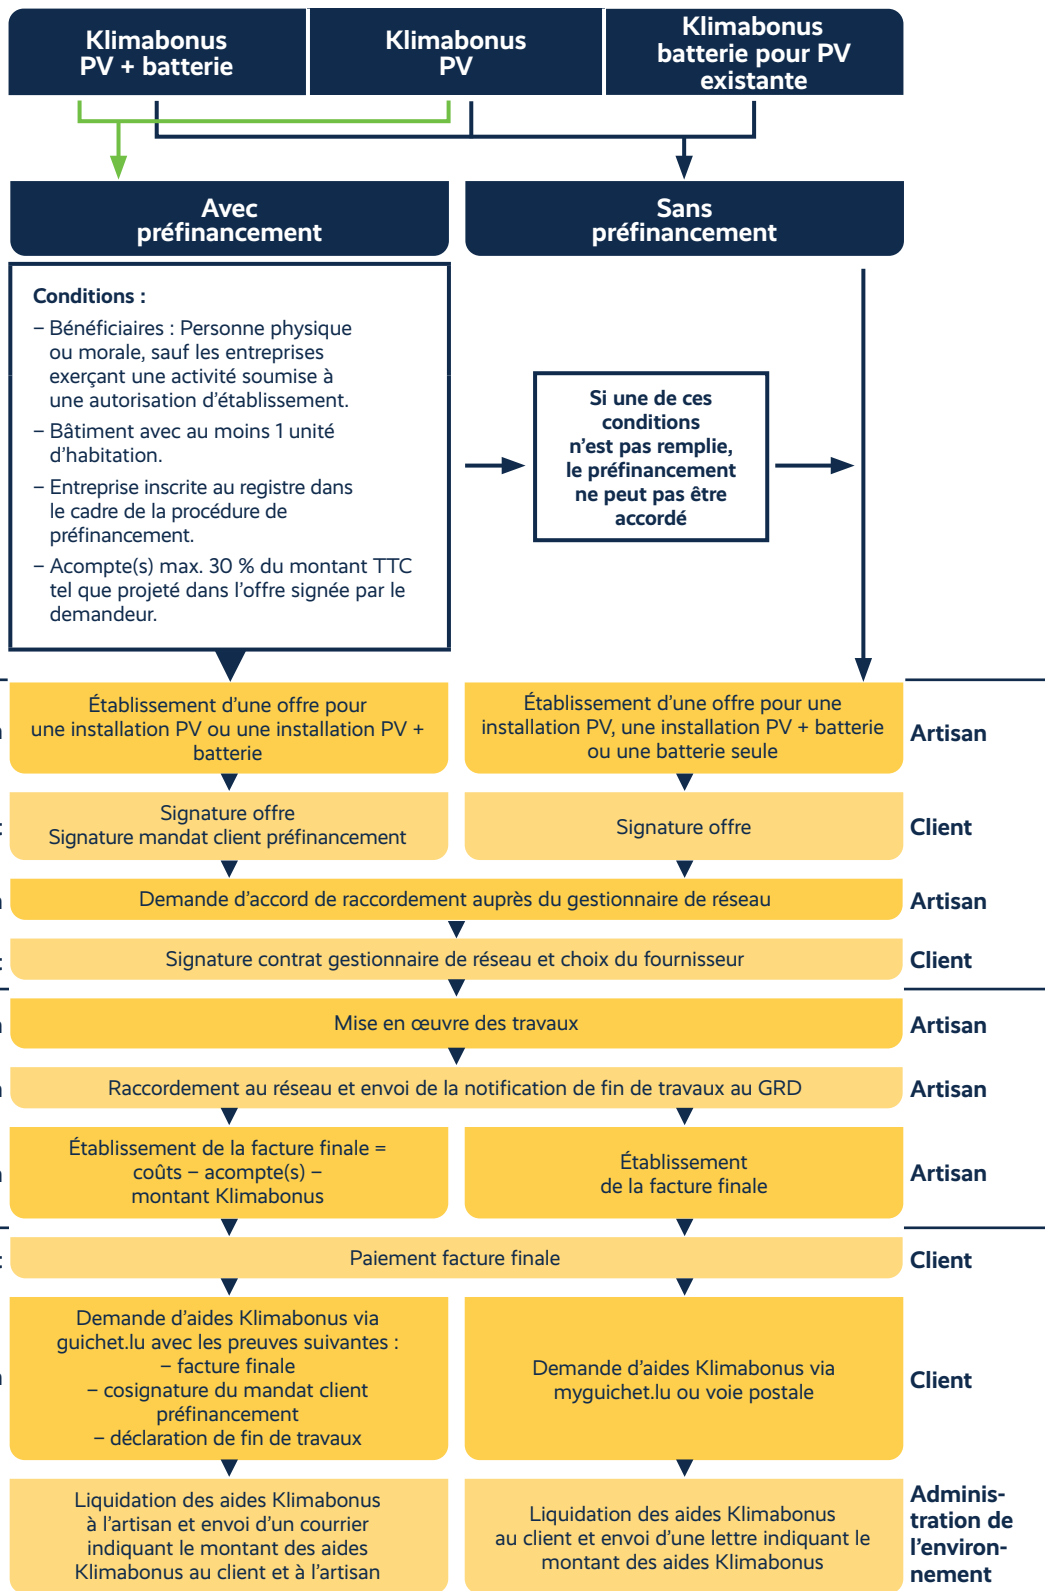 Klimabonus
PV + batterie
Klimabonus
PV
Klimabonus
batterie pour PV
existante
Avec
préfinancement
Sans
préfinancement
Conditions :
– Bénéficiaires : Personne physique
ou morale, sauf les entreprises
exerçant une activité soumise à
une autorisation d’établissement.
– Bâtiment avec au moins 1 unité
d’habitation.
– Entreprise inscrite au registre dans
le cadre de la procédure de
préfinancement.
– Acompte(s) max. 30 % du montant TTC
tel que projeté dans l’offre signée par le
demandeur.
Si une de ces
conditions
n’est pas remplie,
le préfinancement
ne peut pas être
accordé
Établissement d’une offre pour
une installation PV ou une installation PV +
batterie
Établissement d’une offre pour une
installation PV, une installation PV + batterie
ou une batterie seule
Artisan
Signature offre
Signature mandat client préfinancement
Signature offre
Client
Demande d’accord de raccordement auprès du gestionnaire de réseau
Artisan
Signature contrat gestionnaire de réseau et choix du fournisseur
Client
Mise en œuvre des travaux
Artisan
Raccordement au réseau et envoi de la notification de fin de travaux au GRD
Artisan
Établissement de la facture finale =
coûts – acompte(s) –
montant Klimabonus
Établissement
de la facture finale
Artisan
Paiement facture finale
Client
Demande d’aides Klimabonus via
guichet.lu avec les preuves suivantes :
– facture finale
– cosignature du mandat client
préfinancement
– déclaration de fin de travaux
Demande d’aides Klimabonus via
myguichet.lu ou voie postale
Client
Liquidation des aides Klimabonus
à l’artisan et envoi d’un courrier
indiquant le montant des aides
Klimabonus au client et à l’artisan
Liquidation des aides Klimabonus
au client et envoi d’une lettre indiquant le
montant des aides Klimabonus
Adminis-
tration de
l’environ-
nement